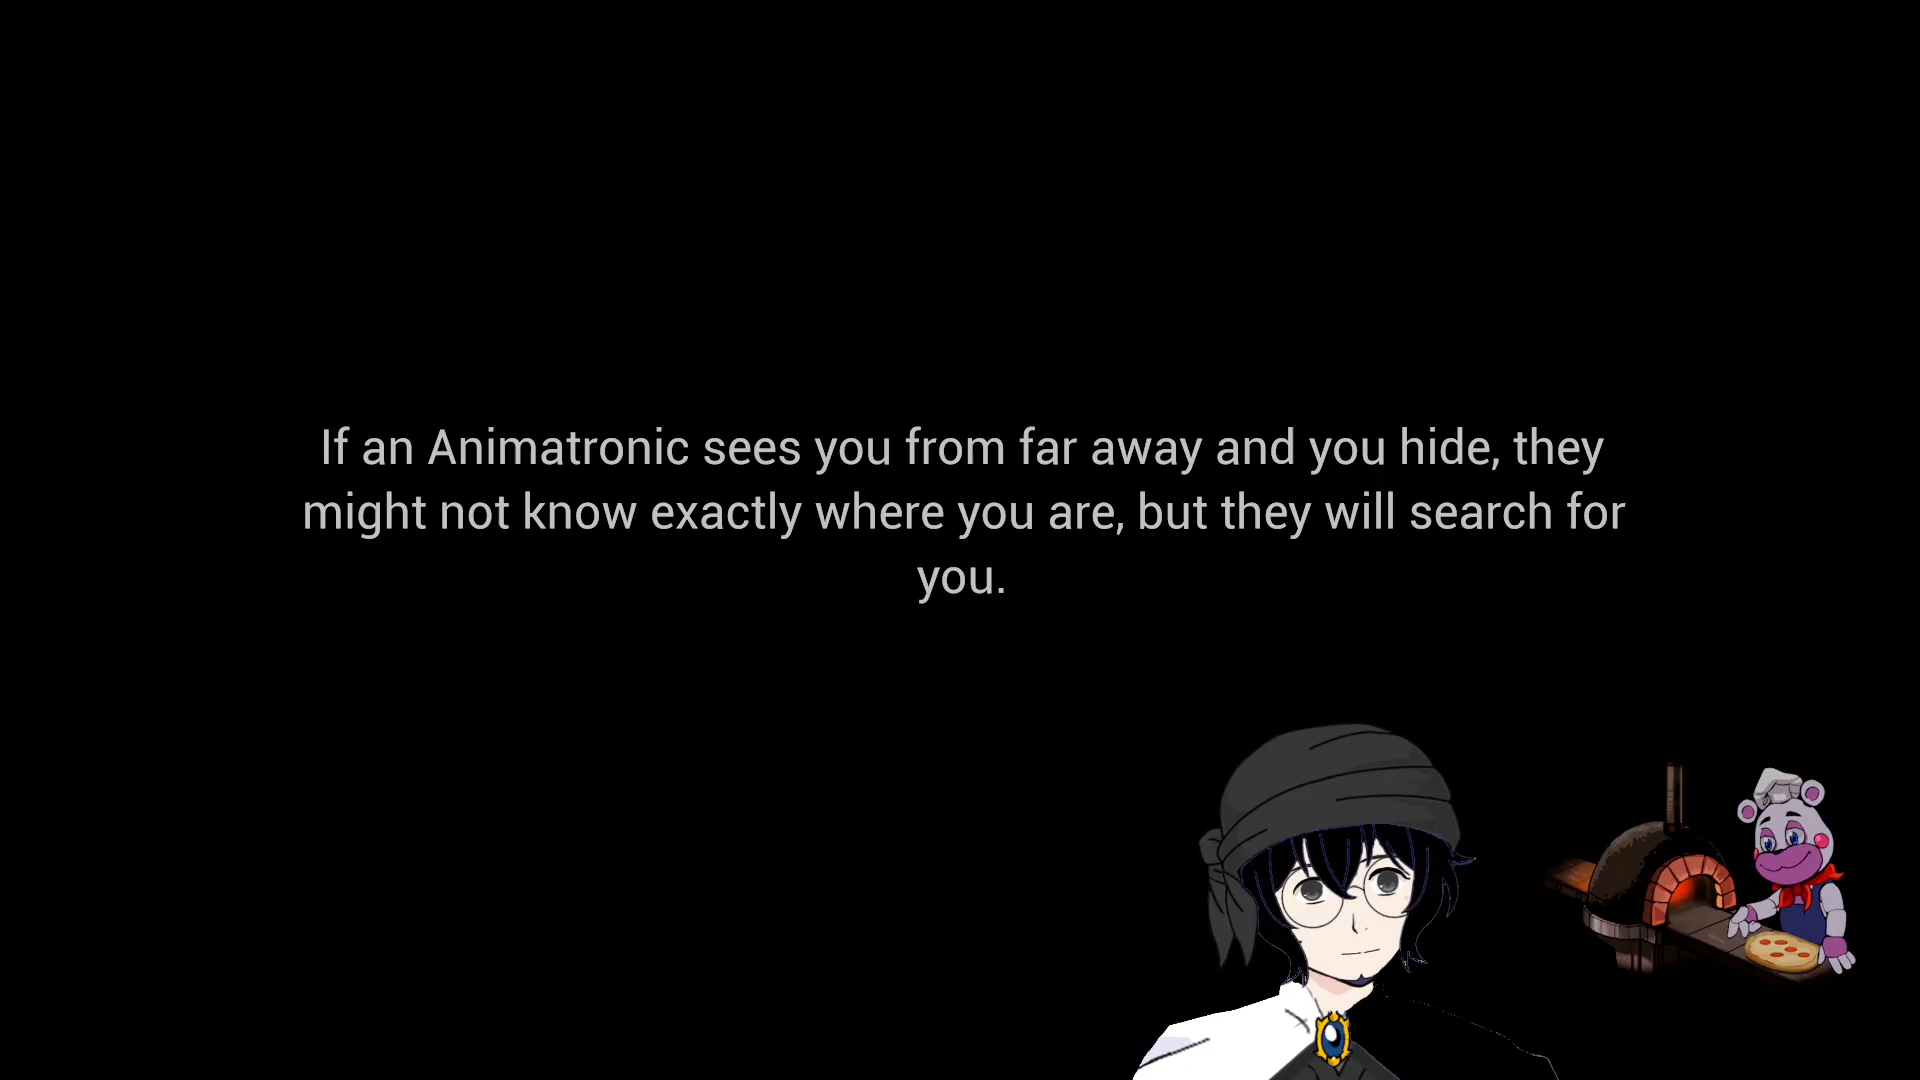 If an Animatronic sees you from far away and you hide, they
might not know exactly where you are, but they will search for
you.